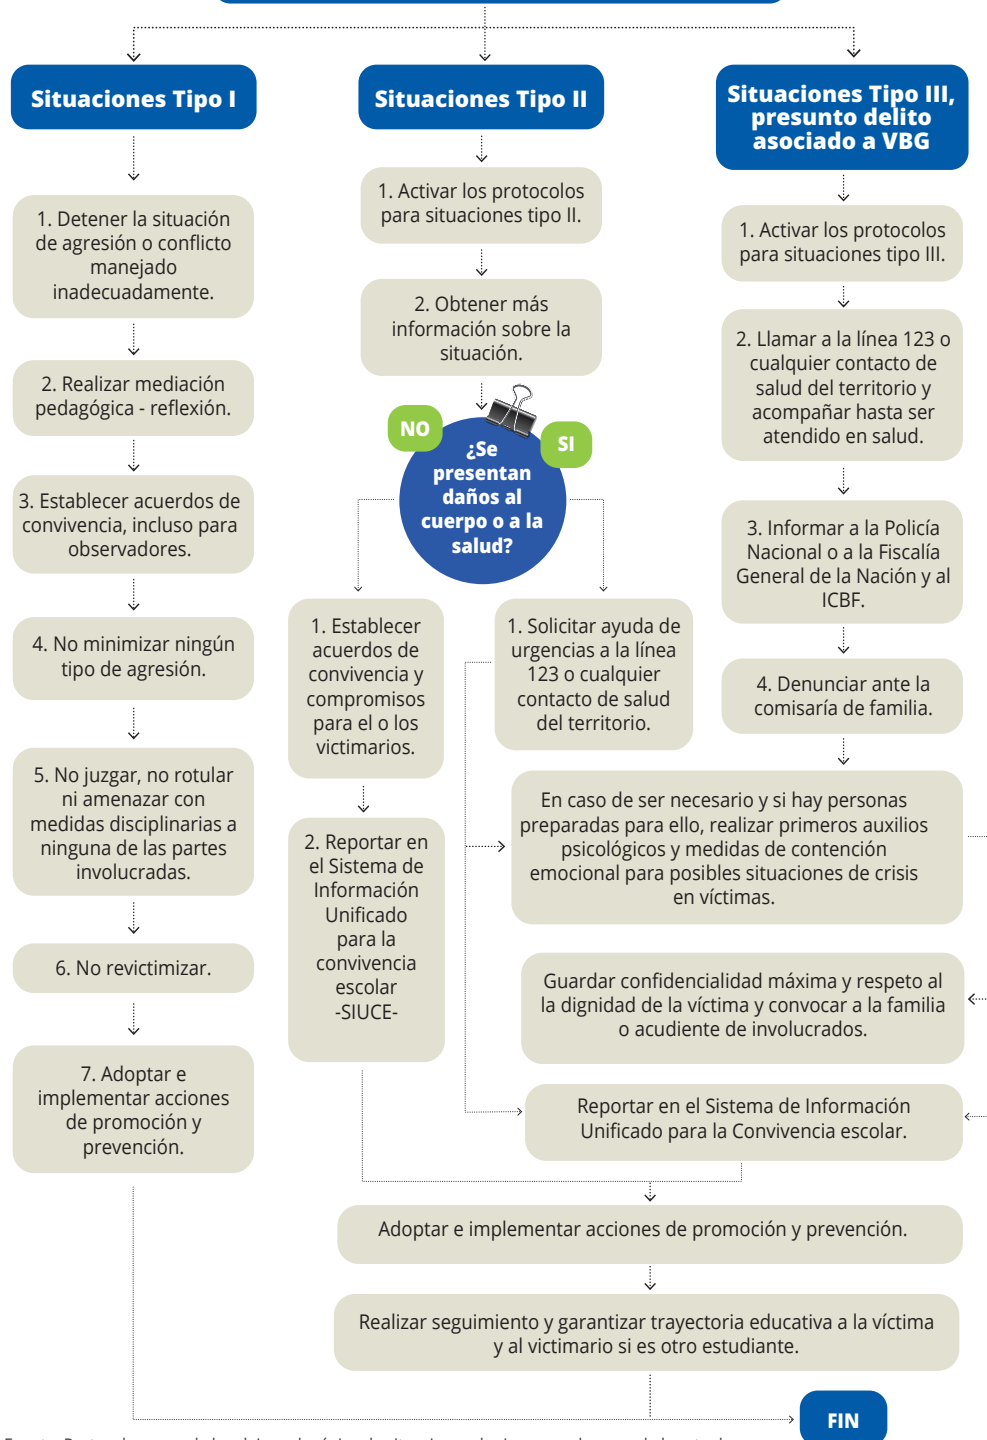 Situaciones Tipo I
1. Detener la situación
de agresión o conflicto
manejado
inadecuadamente.
2. Realizar mediación
pedagógica - reflexión.
3. Establecer acuerdos de
convivencia, incluso para
observadores.
4. No minimizar ningún
tipo de agresión.
5. No juzgar, no rotular
ni amenazar con
medidas disciplinarias a
ninguna de las partes
involucradas.
6. No revictimizar.
7. Adoptar e
implementar acciones
de promoción y
prevención.
Situaciones Tipo II
1. Activar los protocolos
para situaciones tipo II.
2. Obtener más
información sobre la
situación.
NO
SI
¿Se
presentan
daños al
cuerpo o a la
salud?
1. Establecer
acuerdos de
convivencia y
compromisos
para el o los
victimarios.
2. Reportar en
el Sistema de
Información
Unificado
para la
convivencia
escolar
-SIUCE-
1. Solicitar ayuda de
urgencias a la línea
123 o cualquier
contacto de salud
del territorio.
Situaciones Tipo III,
presunto delito
asociado a VBG
1. Activar los protocolos
para situaciones tipo III.
2. Llamar a la línea 123 o
cualquier contacto de
salud del territorio y
acompañar hasta ser
atendido en salud.
3. Informar a la Policía
Nacional o a la Fiscalía
General de la Nación y al
ICBF.
4. Denunciar ante la
comisaría de familia.
En caso de ser necesario y si hay personas
preparadas para ello, realizar primeros auxilios
psicológicos y medidas de contención
emocional para posibles situaciones de crisis
en víctimas.
Guardar confidencialidad máxima y respeto al
la dignidad de la víctima y convocar a la familia
o acudiente de involucrados.
Reportar en el Sistema de Información
Unificado para la Convivencia escolar.
Adoptar e implementar acciones de promoción y prevención.
Realizar seguimiento y garantizar trayectoria educativa a la víctima
y al victimario si es otro estudiante.
FIN